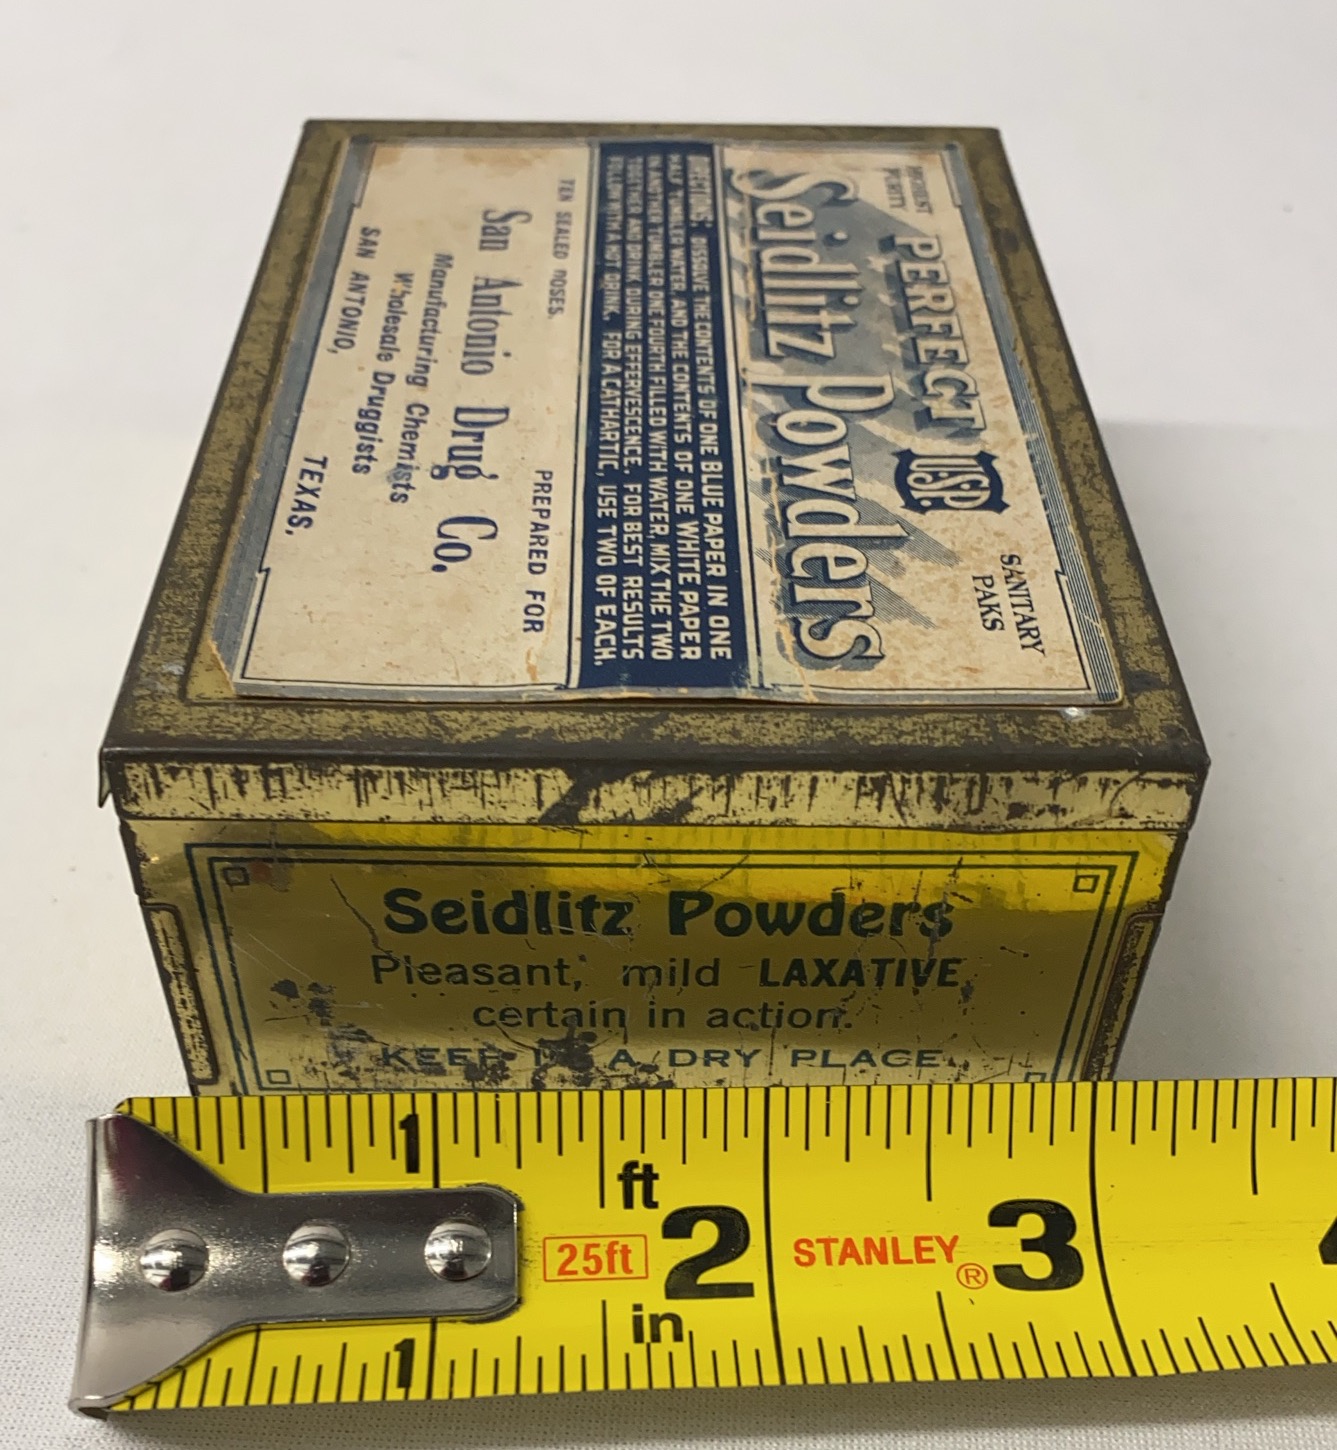 HIGHEST
PURITY
PERFECT
U.S.P.
SANITARY
PAKS
Seidlitz Powders
DIRECTIONS: DISSOLVE THE CONTENTS OF ONE BLUE PAPER IN ONE
HALF TUMBLER WATER, AND THE CONTENTS OF ONE WHITE PAPER
IN ANOTHER TUMBLER ONE FOURTH FILLED WITH WATER, MIX THE TWO
TOGETHER AND DRINK DURING EFFERVESCENCE. FOR BEST RESULTS
FOLLOW WITH A HOT DRINK. FOR A CATHARTIC, USE TWO OF EACH.
TEN SEALED DOSES. PREPARED FOR
San Antonio Drug Co.
Manufacturing Chemists
Wholesale Druggists
SAN ANTONIO, TEXAS.
Seidlitz Powders
Pleasant, mild LAXATIVE,
certain in action.
KEEP IN A DRY PLACE.
1
ft
25ft
2
STANLEY®
3
4
in
1